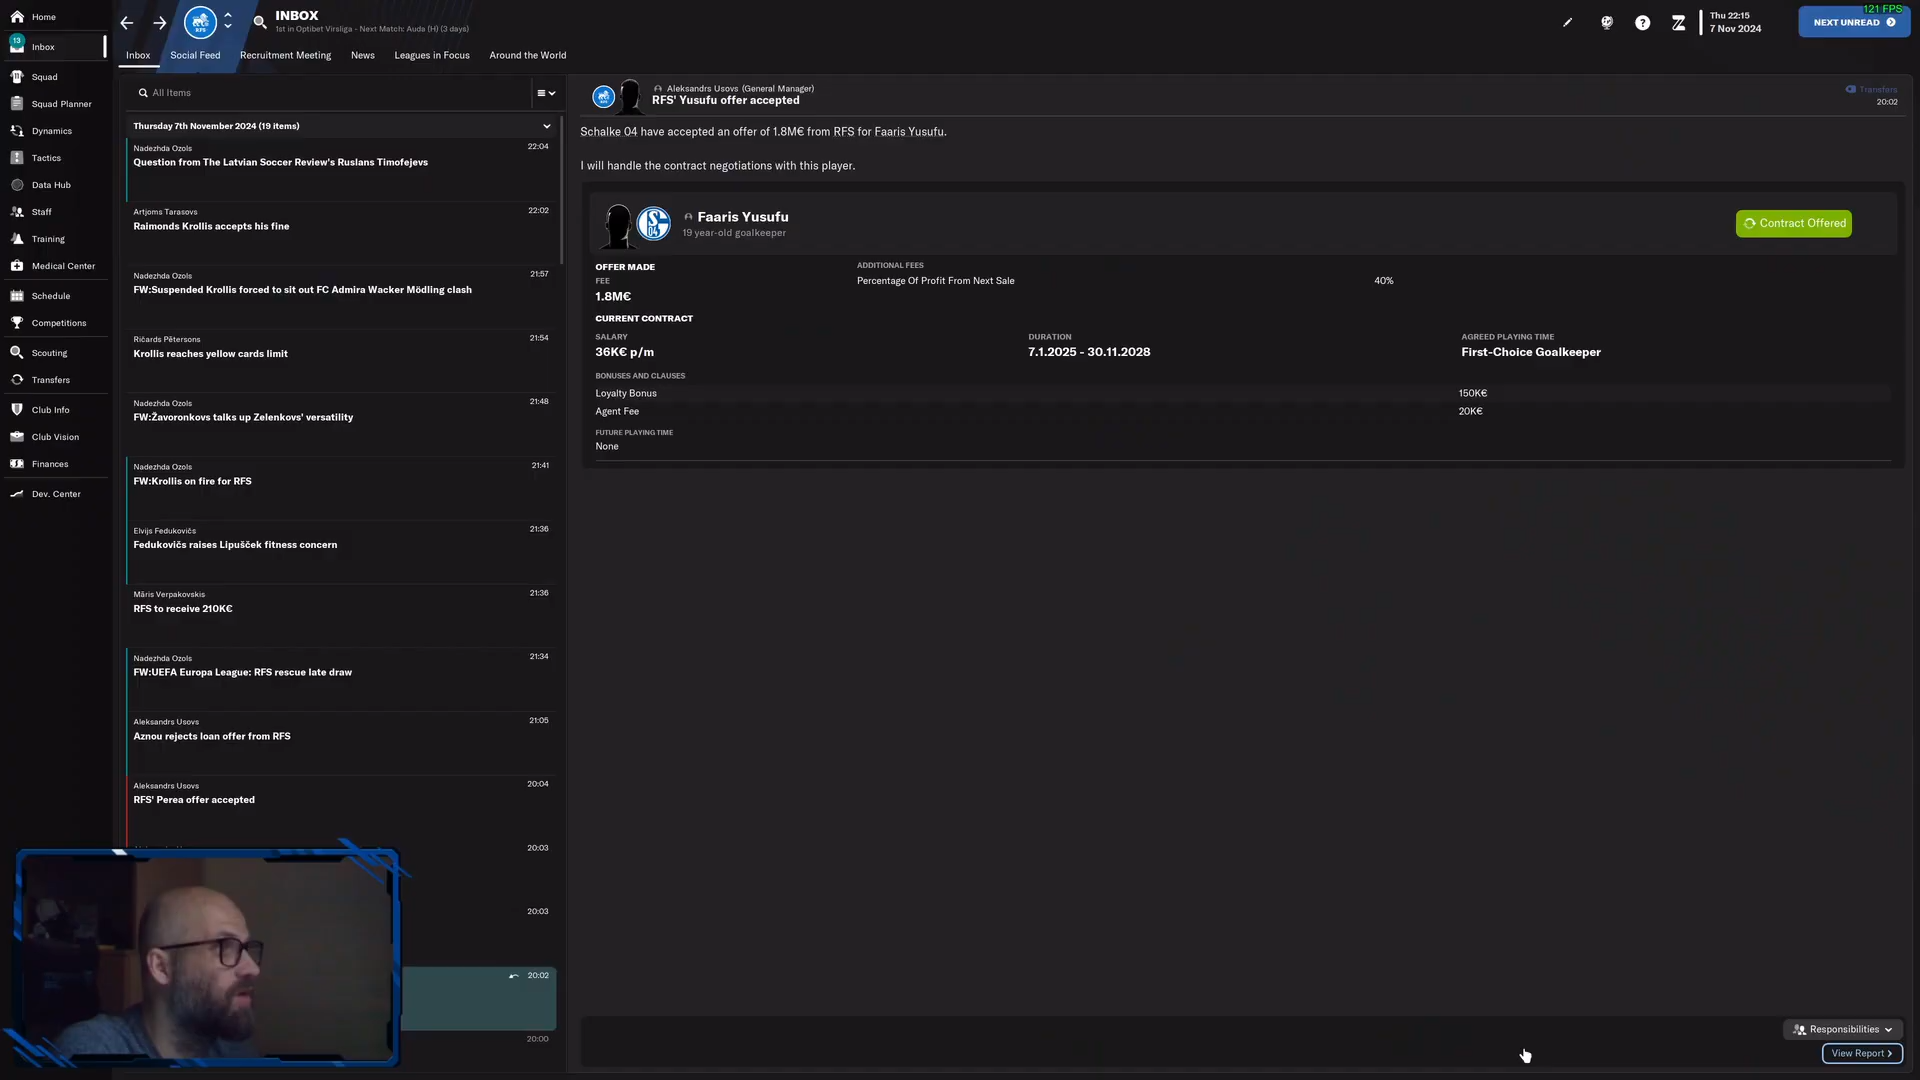 Home
13
Inbox
Squad
Squad Planner
Dynamics
Tactics
Data Hub
Staff
Training
Medical Center
Schedule
Competitions
Scouting
Transfers
Club Info
Club Vision
Finances
Dev. Center
RFS
INBOX
1st in Optibet Virsliga - Next Match: Auda (H) (3 days)
Thu 22:15
7 Nov 2024
121 FPS
NEXT UNREAD
Inbox
Social Feed
Recruitment Meeting
News
Leagues in Focus
Around the World
All Items
Thursday 7th November 2024 (19 items)
Nadezhda Ozols
22:04
Question from The Latvian Soccer Review's Ruslans Timofejevs
Artjoms Tarasovs
22:02
Raimonds Krollis accepts his fine
Nadezhda Ozols
21:57
FW:Suspended Krollis forced to sit out FC Admira Wacker Mödling clash
Ričards Pētersons
21:54
Krollis reaches yellow cards limit
Nadezhda Ozols
21:48
FW:Žavoronkovs talks up Zelenkovs' versatility
Nadezhda Ozols
21:41
FW:Krollis on fire for RFS
Elvijs Fedukovičs
21:36
Fedukovičs raises Lipušček fitness concern
Māris Verpakovskis
21:36
RFS to receive 210K€
Nadezhda Ozols
21:34
FW:UEFA Europa League: RFS rescue late draw
Aleksandrs Usovs
21:05
Aznou rejects loan offer from RFS
Aleksandrs Usovs
20:04
RFS' Perea offer accepted
20:03
20:03
20:02
20:00
Aleksandrs Usovs (General Manager)
RFS' Yusufu offer accepted
Transfers
20:02
Schalke 04 have accepted an offer of 1.8M€ from RFS for Faaris Yusufu.
I will handle the contract negotiations with this player.
Faaris Yusufu
19 year-old goalkeeper
Contract Offered
OFFER MADE
FEE
1.8M€
ADDITIONAL FEES
Percentage Of Profit From Next Sale
40%
CURRENT CONTRACT
SALARY
36K€ p/m
DURATION
7.1.2025 - 30.11.2028
AGREED PLAYING TIME
First-Choice Goalkeeper
BONUSES AND CLAUSES
Loyalty Bonus
150K€
Agent Fee
20K€
FUTURE PLAYING TIME
None
Responsibilities
View Report